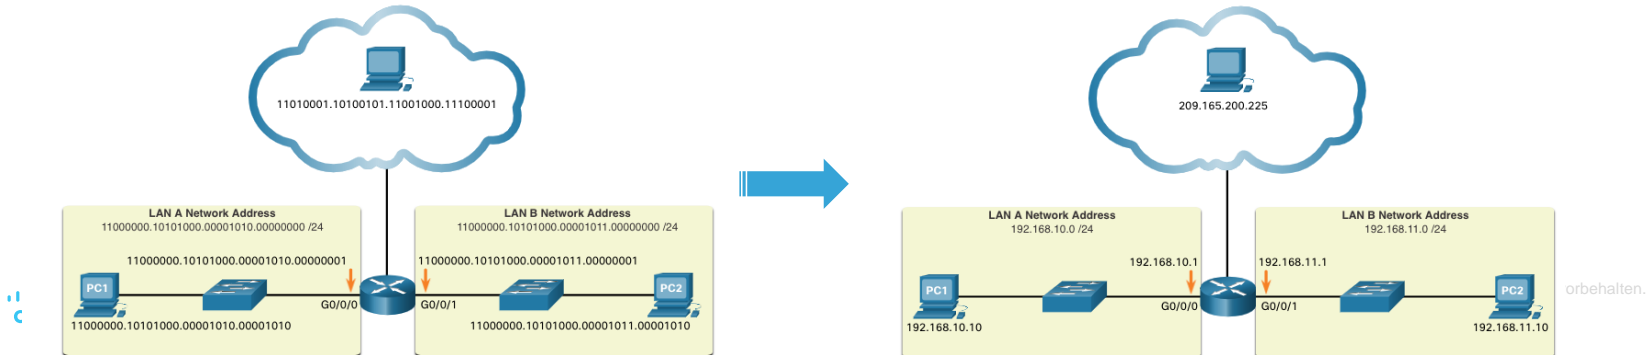 11010001.10100101.11001000.11100001
LAN A Network Address
11000000.10101000.00001010.00000000 /24
11000000.10101000.00001010.00000001
PC1
G0/0/0
11000000.10101000.00001010.00001010
LAN B Network Address
11000000.10101000.00001011.00000000 /24
11000000.10101000.00001011.00000001
G0/0/1
PC2
11000000.10101000.00001011.00001010
209.165.200.225
LAN A Network Address
192.168.10.0 /24
192.168.10.1
PC1
G0/0/0
192.168.10.10
LAN B Network Address
192.168.11.0 /24
192.168.11.1
G0/0/1
PC2
192.168.11.10
orbehalten.